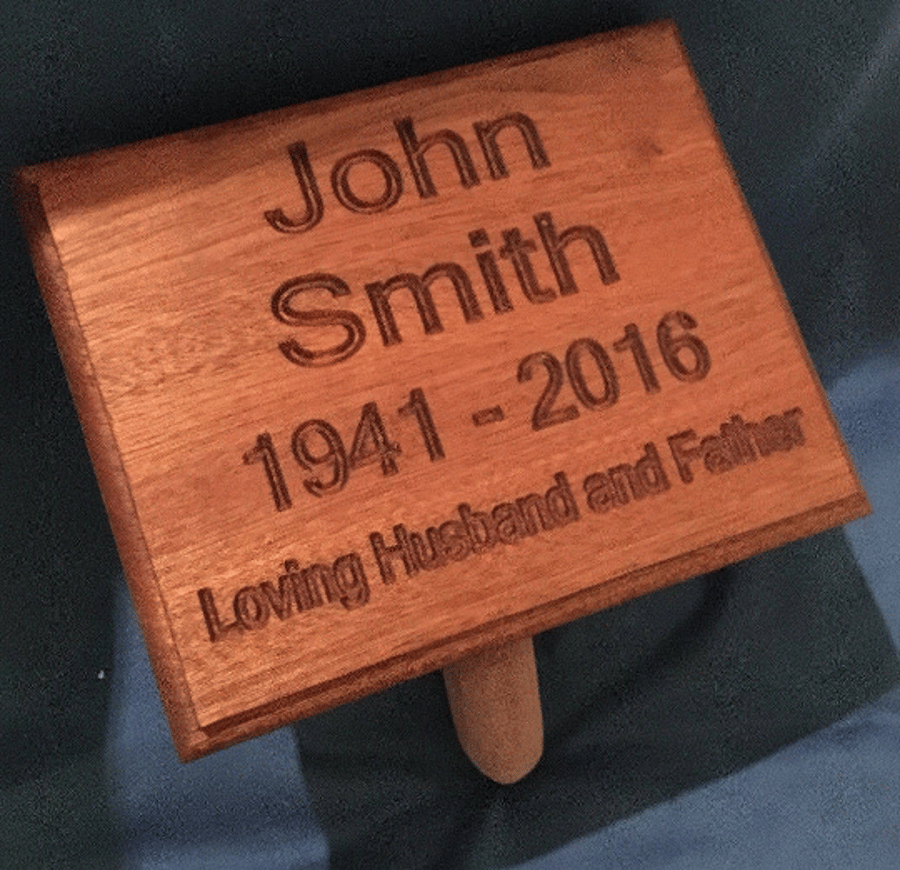 John
Smith
1941 - 2016
Loving Husband and Father